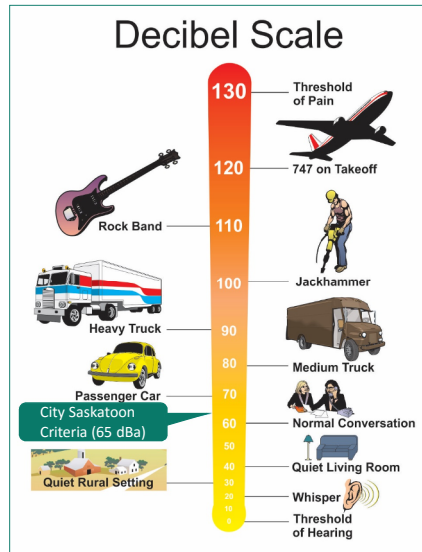 Decibel Scale
130
Threshold
of Pain
120
747 on Takeoff
110
Rock Band
100
Jackhammer
Heavy Truck
90
80
Medium Truck
Passenger Car
70
City Saskatoon
Criteria (65 dBa)
60
Normal Conversation
50
40
Quiet Living Room
Quiet Rural Setting
30
20
Whisper
10
0
Threshold
of Hearing